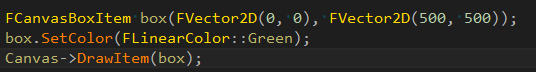 FCanvasBoxItem box(FVector2D(0, 0), FVector2D(500, 500));
box.SetColor(FLinearColor::Green);
Canvas->DrawItem(box);